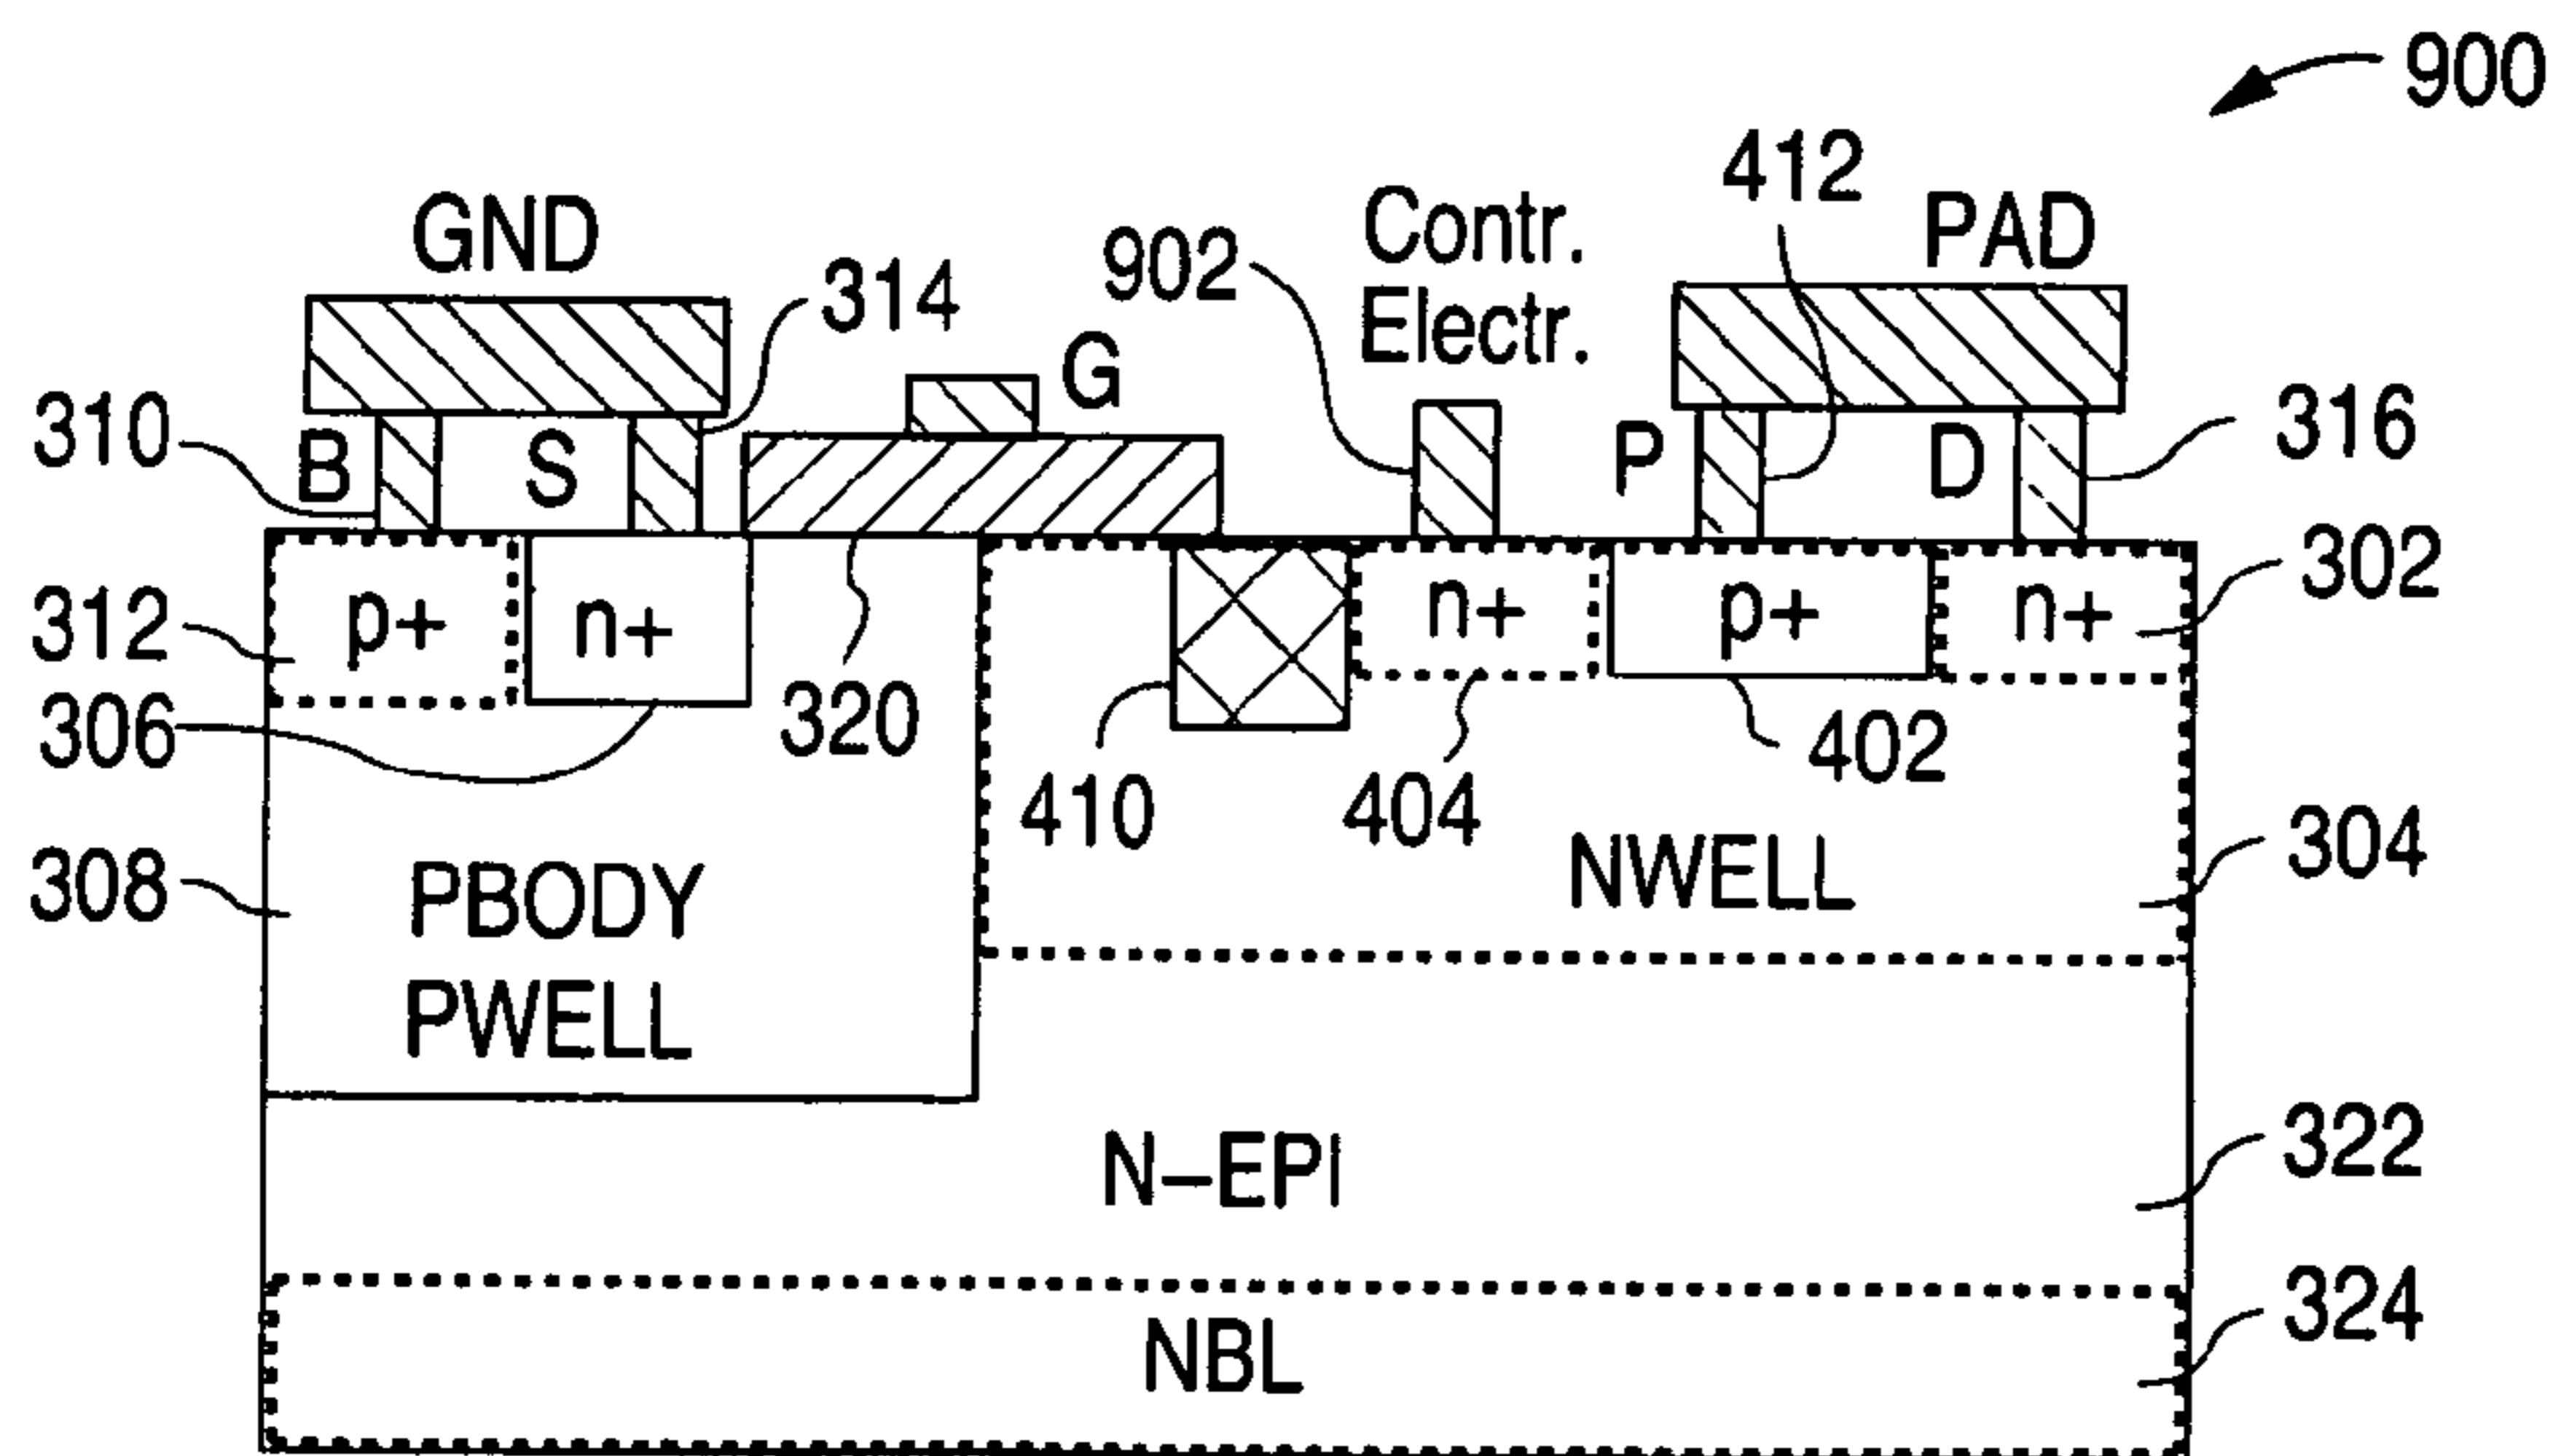 900
412
GND
Contr.
Electr.
PAD
902
314
G
310
B
S
P
D
316
312
p+
n+
n+
p+
n+
302
306
320
410
404
402
308
PBODY
PWELL
NWELL
304
N-EPI
322
NBL
324